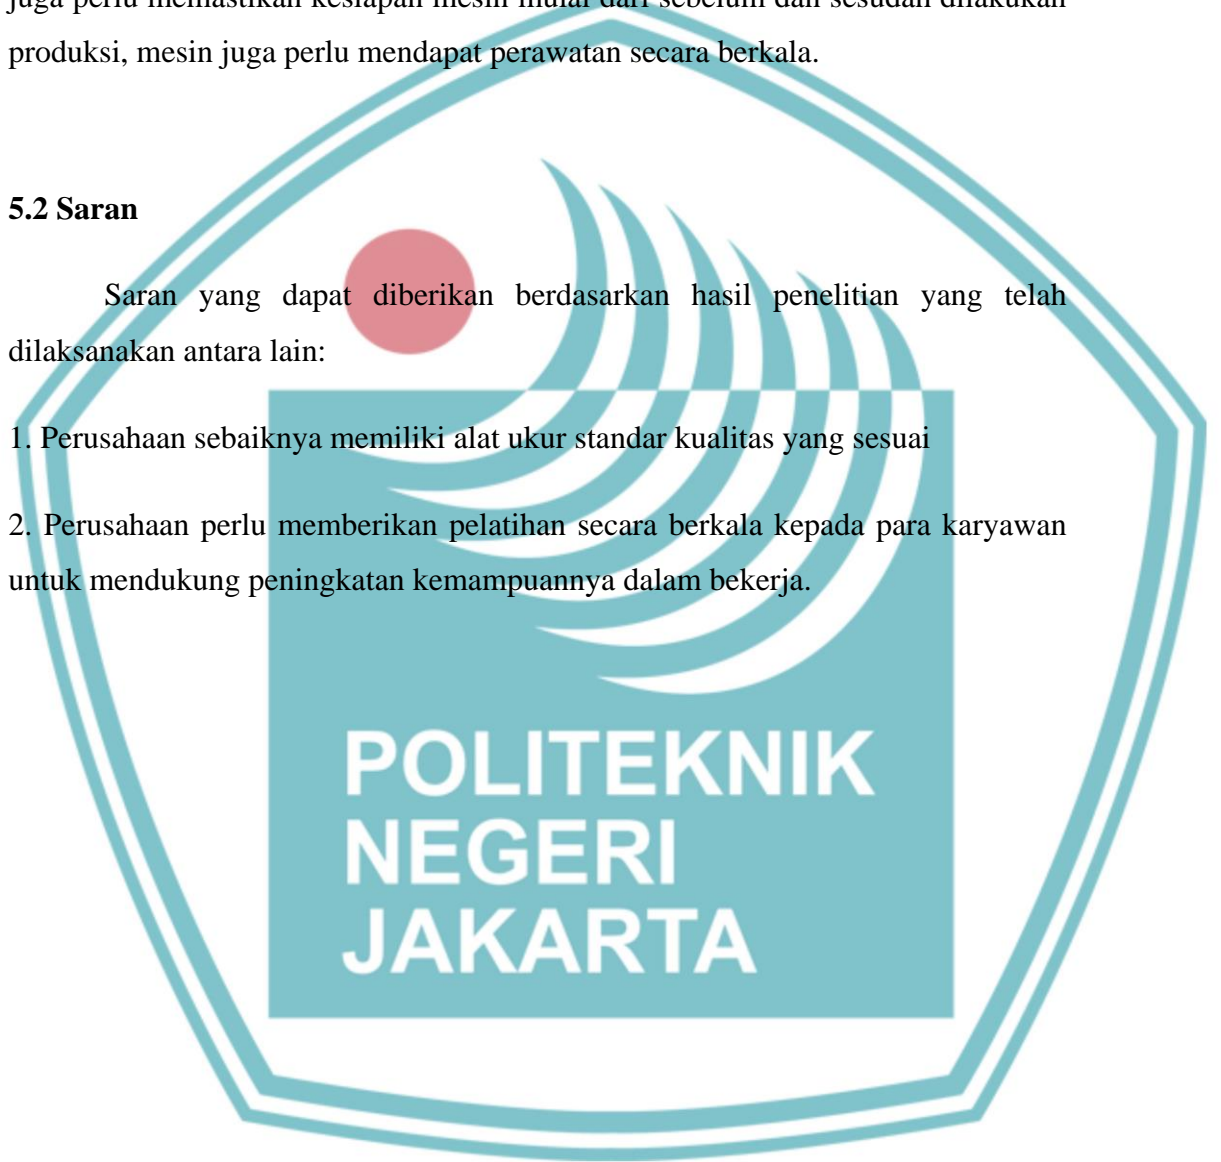 juga perlu memastikan kesiapan mesin mulai dari sebelum dan sesudah dilakukan
produksi, mesin juga perlu mendapat perawatan secara berkala.
5.2 Saran
Saran yang dapat diberikan berdasarkan hasil penelitian yang telah
dilaksanakan antara lain:
1. Perusahaan sebaiknya memiliki alat ukur standar kualitas yang sesuai
2. Perusahaan perlu memberikan pelatihan secara berkala kepada para karyawan
untuk mendukung peningkatan kemampuannya dalam bekerja.
POLITEKNIK
NEGERI
JAKARTA